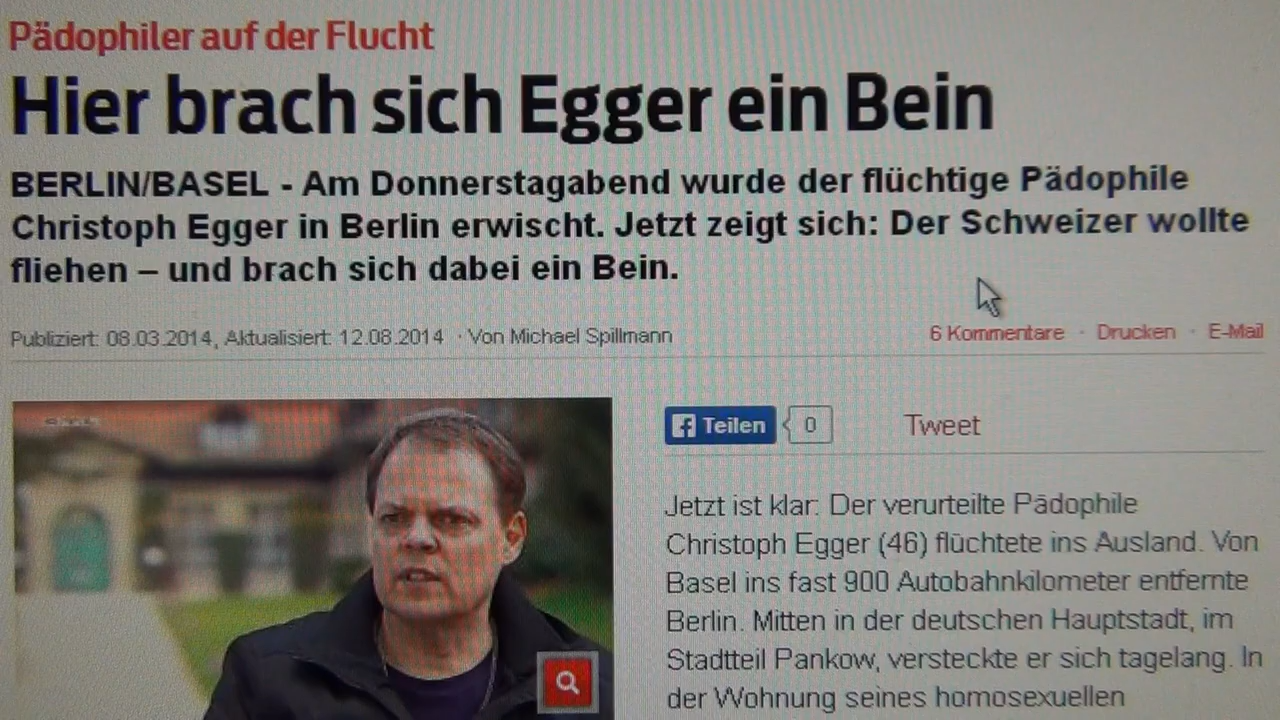 Pädophiler auf der Flucht
Hier brach sich Egger ein Bein
BERLIN/BASEL - Am Donnerstagabend wurde der flüchtige Pädophile
Christoph Egger in Berlin erwischt. Jetzt zeigt sich: Der Schweizer wollte
fliehen – und brach sich dabei ein Bein.
Publiziert: 08.03.2014, Aktualisiert: 12.08.2014 · Von Michael Spillmann
6 Kommentare · Drucken · E-Mail
Teilen 0 Tweet
Jetzt ist klar: Der verurteilte Pädophile
Christoph Egger (46) flüchtete ins Ausland. Von
Basel ins fast 900 Autobahnkilometer entfernte
Berlin. Mitten in der deutschen Hauptstadt, im
Stadtteil Pankow, versteckte er sich tagelang. In
der Wohnung seines homosexuellen